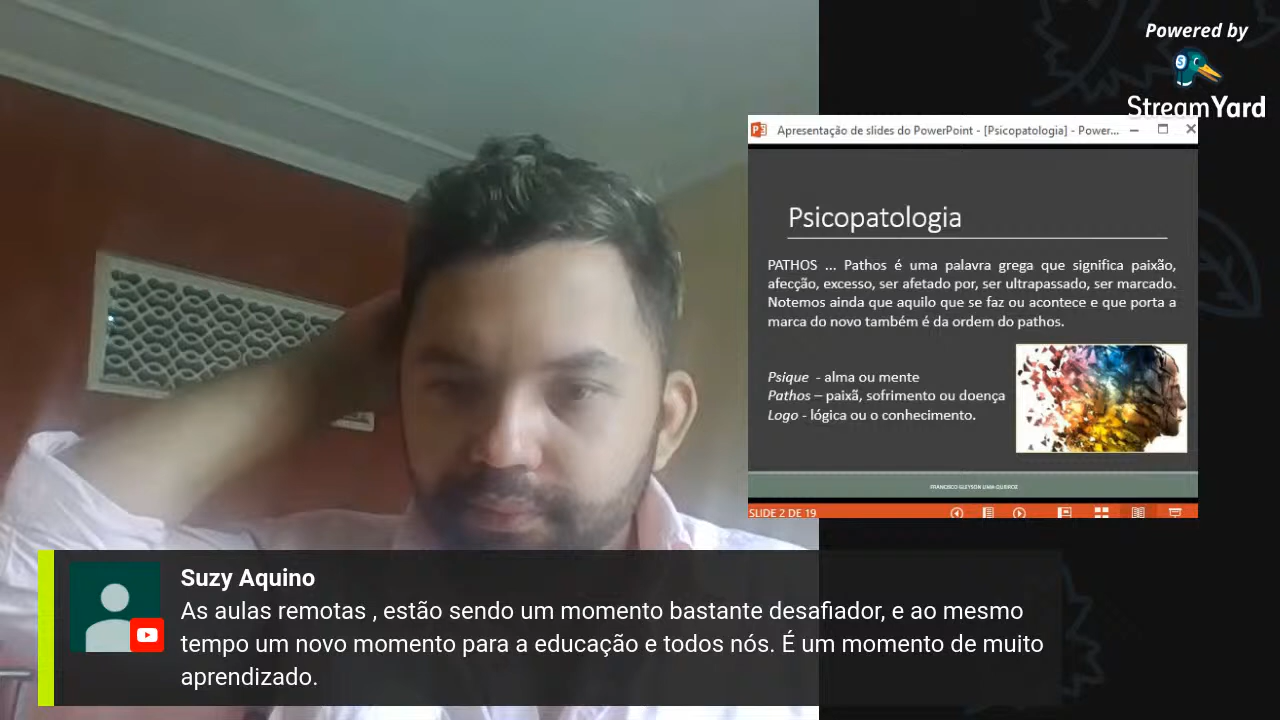 Powered by
StreamYard
Apresentação de slides do PowerPoint - [Psicopatologia] - Power...
Psicopatologia
PATHOS ... Pathos é uma palavra grega que significa paixão,
afecção, excesso, ser afetado por, ser ultrapassado, ser marcado.
Notemos ainda que aquilo que se faz ou acontece e que porta a
marca do novo também é da ordem do pathos.
Psique - alma ou mente
Pathos – paixã, sofrimento ou doença
Logo - lógica ou o conhecimento.
FRANCISCO GLEYSON LIMA QUEIROZ
SLIDE 2 DE 19
Suzy Aquino
As aulas remotas , estão sendo um momento bastante desafiador, e ao mesmo
tempo um novo momento para a educação e todos nós. É um momento de muito
aprendizado.